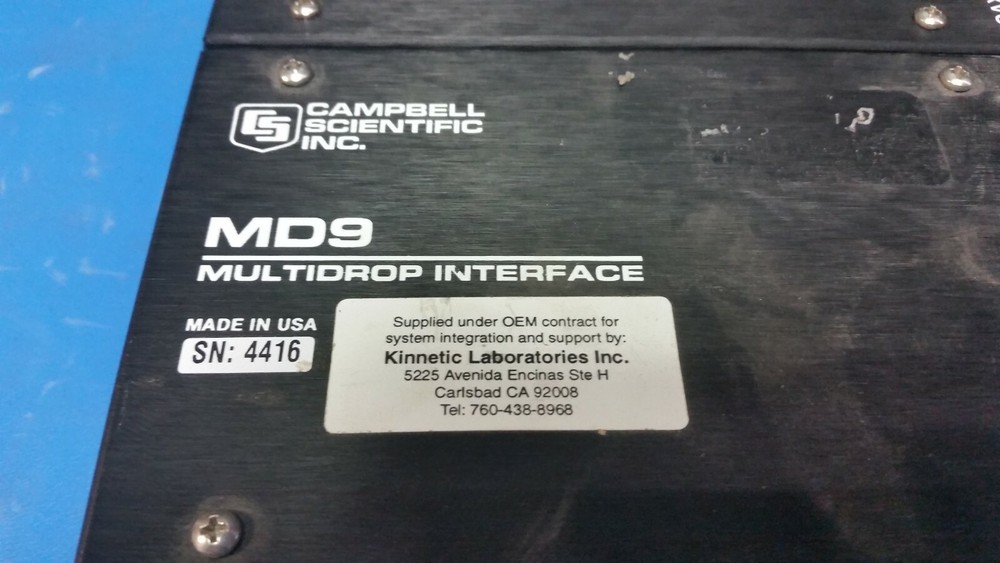 CS CAMPBELL
SCIENTIFIC
INC.
MD9
MULTIDROP INTERFACE
MADE IN USA
SN: 4416
Supplied under OEM contract for
system integration and support by:
Kinnetic Laboratories Inc.
5225 Avenida Encinas Ste H
Carlsbad CA 92008
Tel: 760-438-8968